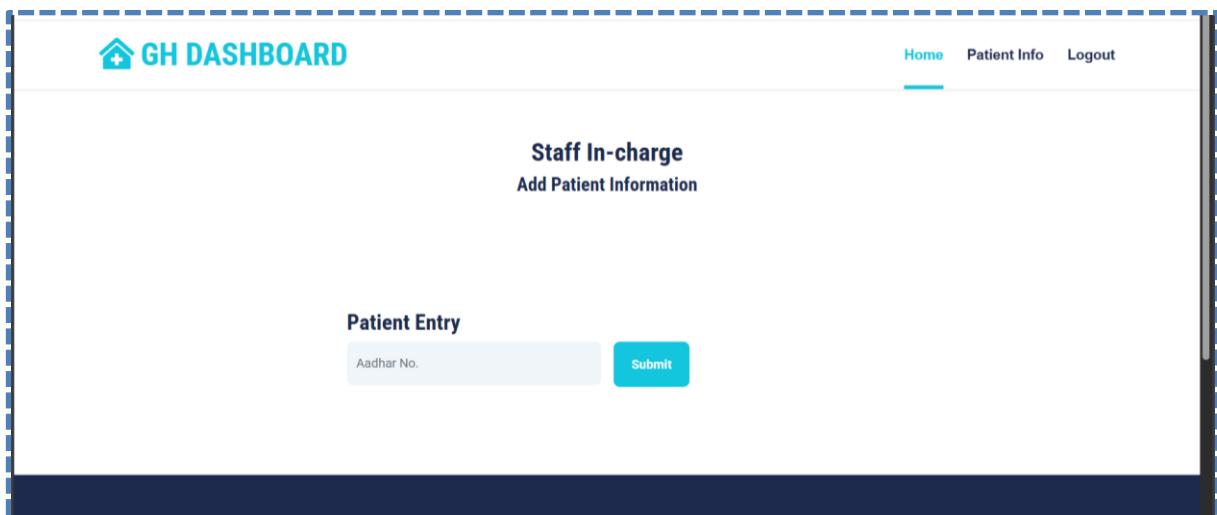 GH DASHBOARD
Home Patient Info Logout
Staff In-charge
Add Patient Information
Patient Entry
Aadhar No.
Submit